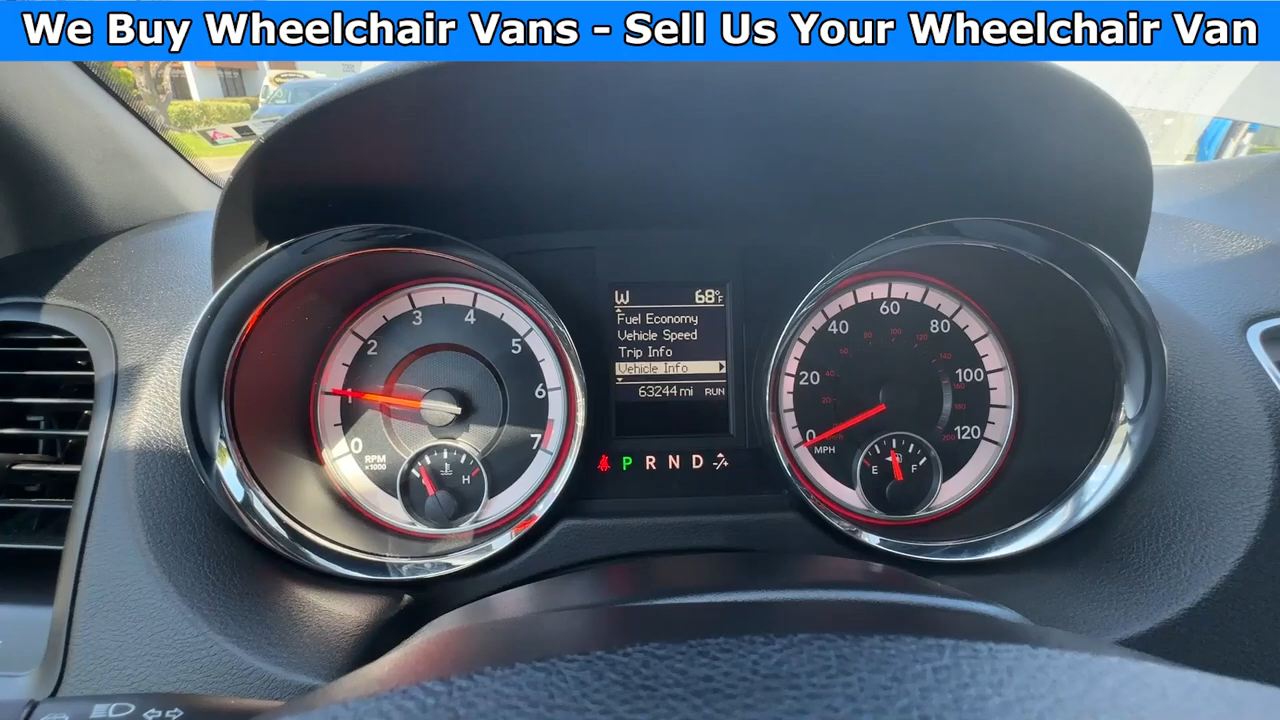 We Buy Wheelchair Vans - Sell Us Your Wheelchair Van
W 68°F
Fuel Economy
Vehicle Speed
Trip Info
Vehicle Info
63244 mi RUN
P R N D
0 1 2 3 4 5 6 7
RPM
x1000
H
0 20 40 60 80 100 120
MPH
E F